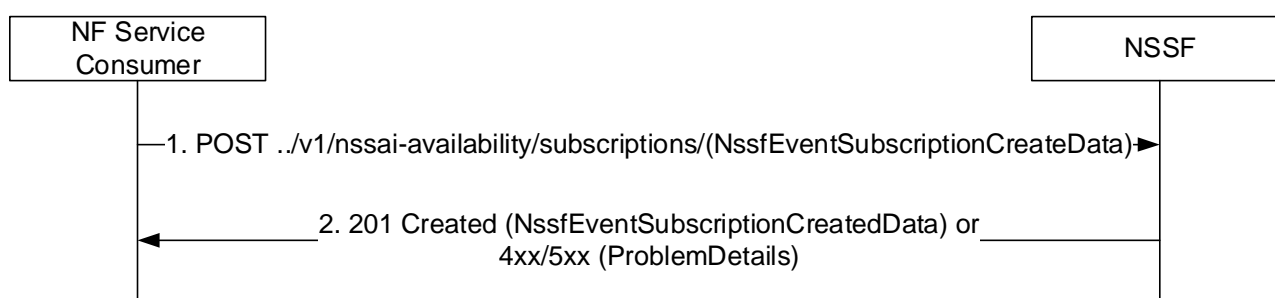 NF Service
Consumer
NSSF
1. POST ../v1/nssai-availability/subscriptions/(NssfEventSubscriptionCreateData)
2. 201 Created (NssfEventSubscriptionCreatedData) or
4xx/5xx (ProblemDetails)